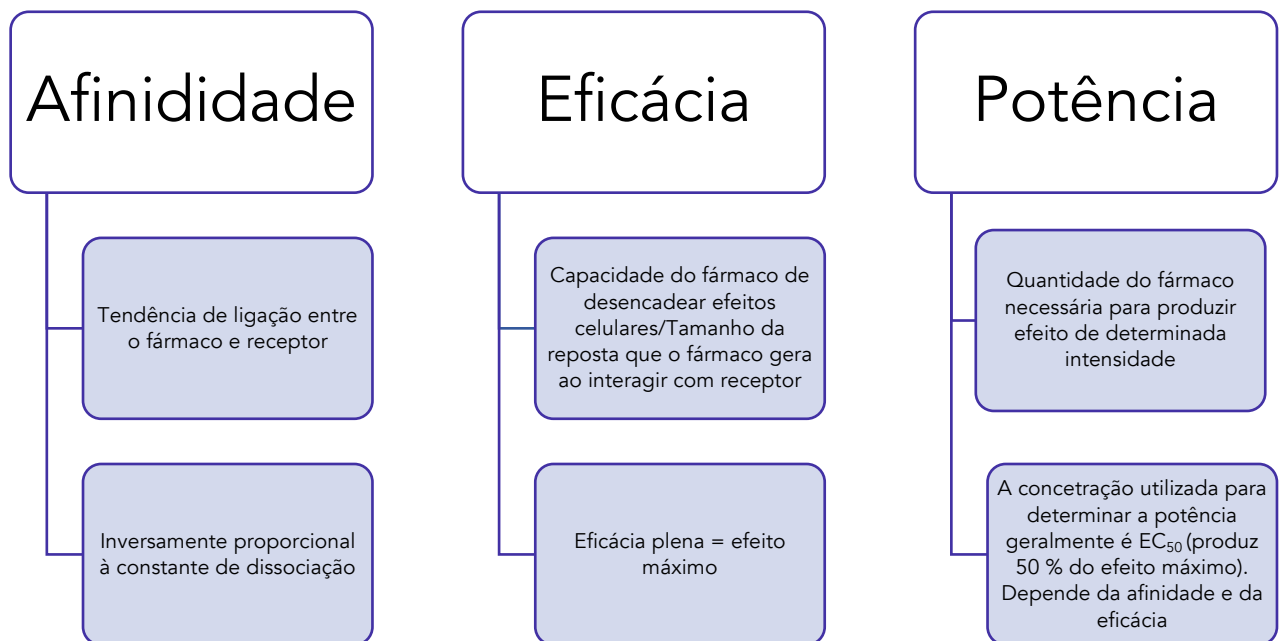 Afinididade
Tendência de ligação entre
o fármaco e receptor
Inversamente proporcional
à constante de dissociação
Eficácia
Capacidade do fármaco de
desencadear efeitos
celulares/Tamanho da
reposta que o fármaco gera
ao interagir com receptor
Eficácia plena = efeito
máximo
Potência
Quantidade do fármaco
necessária para produzir
efeito de determinada
intensidade
A concetração utilizada para
determinar a potência
geralmente é EC₅₀ (produz
50 % do efeito máximo).
Depende da afinidade e da
eficácia